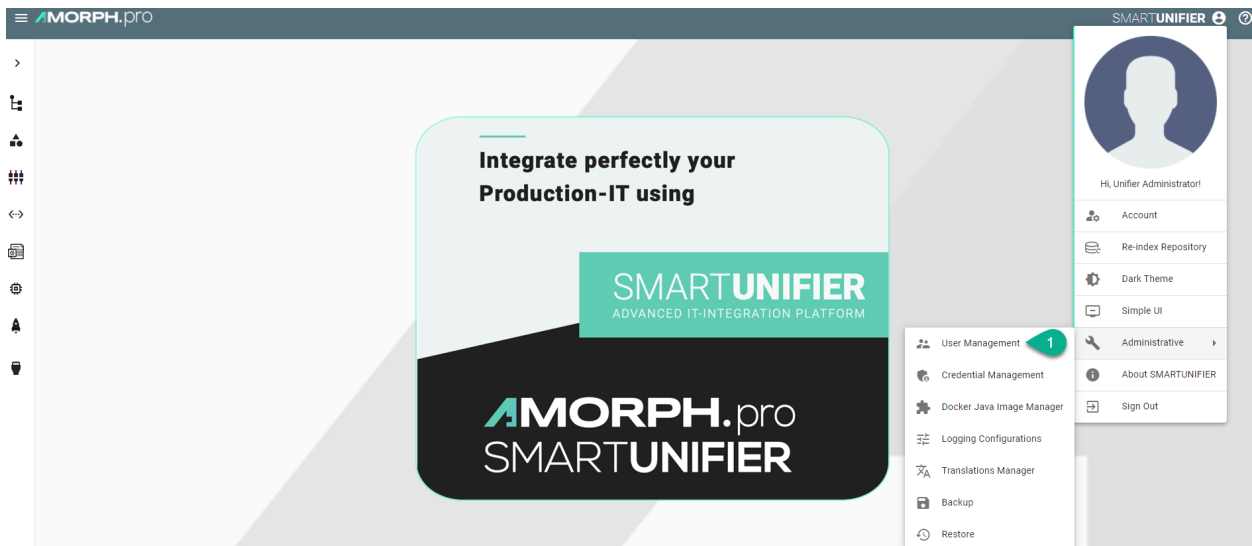 AMORPH.pro
SMARTUNIFIER
Hi, Unifier Administrator!
Account
Re-index Repository
Dark Theme
Simple UI
Administrative
About SMARTUNIFIER
Sign Out
User Management
1
Credential Management
Docker Java Image Manager
Logging Configurations
Translations Manager
Backup
Restore
Integrate perfectly your
Production-IT using
SMARTUNIFIER
ADVANCED IT-INTEGRATION PLATFORM
AMORPH.pro
SMARTUNIFIER